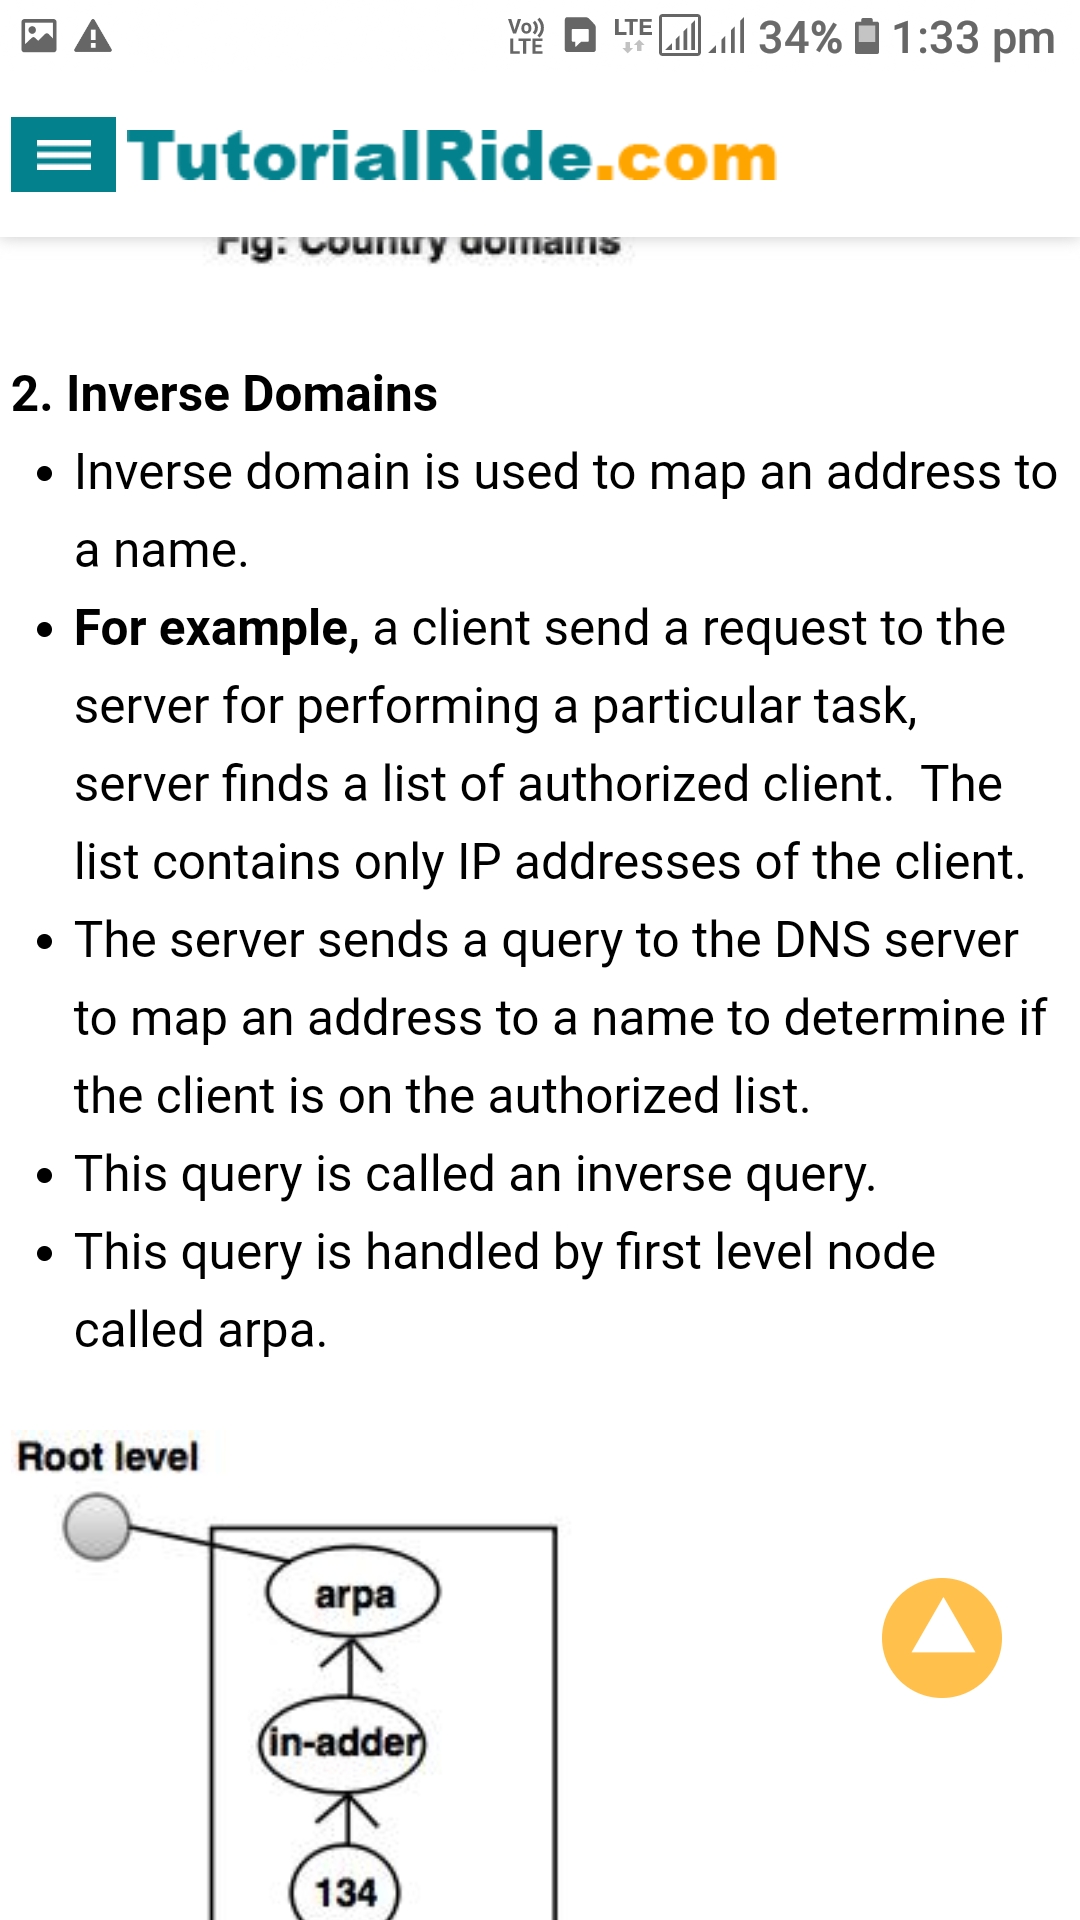 Vo)) LTE LTE 34% 1:33 pm
TutorialRide.com
Fig: Country domains
2. Inverse Domains
• Inverse domain is used to map an address to
a name.
• For example, a client send a request to the
server for performing a particular task,
server finds a list of authorized client.  The
list contains only IP addresses of the client.
• The server sends a query to the DNS server
to map an address to a name to determine if
the client is on the authorized list.
• This query is called an inverse query.
• This query is handled by first level node
called arpa.
Root level
arpa
in-adder
134